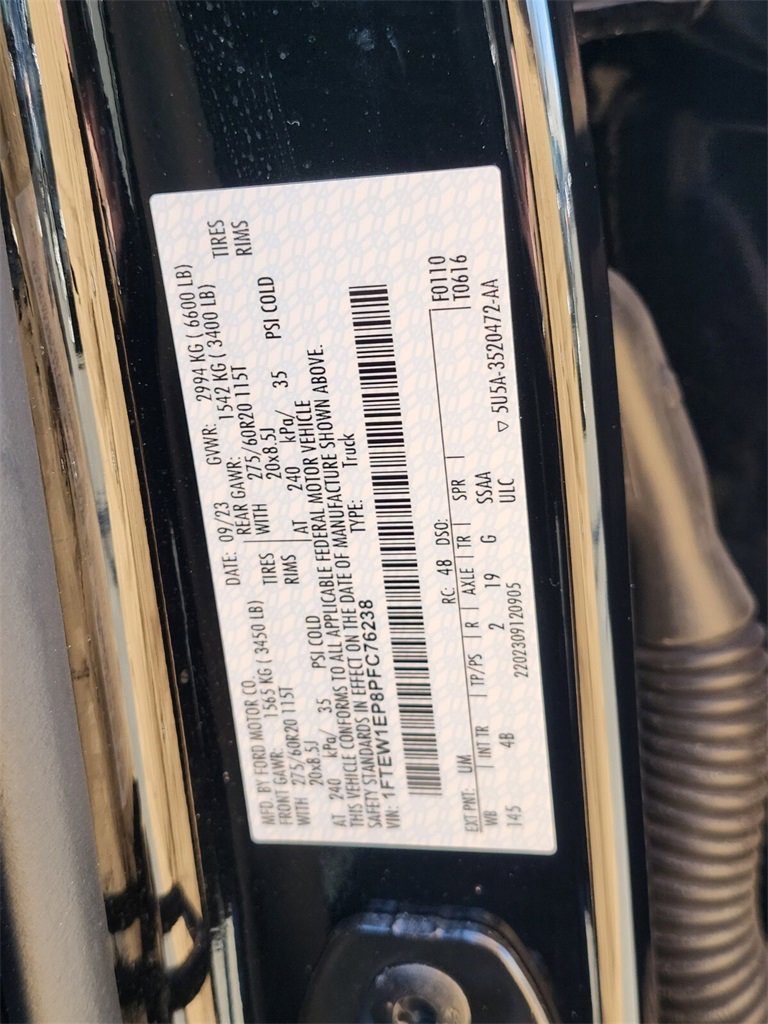 MFD. BY FORD MOTOR CO. DATE: 09/23 GVWR: 2994 KG ( 6600 LB)
FRONT GAWR: 1565 KG ( 3450 LB) REAR GAWR: 1542 KG ( 3400 LB)
WITH 275/60R20 115T TIRES WITH 275/60R20 115T TIRES
20x8.5J RIMS 20x8.5J RIMS
AT 240 kPa/ 35 PSI COLD AT 240 kPa/ 35 PSI COLD
THIS VEHICLE CONFORMS TO ALL APPLICABLE FEDERAL MOTOR VEHICLE
SAFETY STANDARDS IN EFFECT ON THE DATE OF MANUFACTURE SHOWN ABOVE.
VIN: 1FTEW1EP8PFC76238 TYPE: Truck
F0110
T0616
EXT PNT: UM RC: 48 DSO:
WB INT TR TP/PS R AXLE TR SPR
145 4B 2 19 G SSAA
2202309120905 ULC ▽ 5U5A-3520472-AA